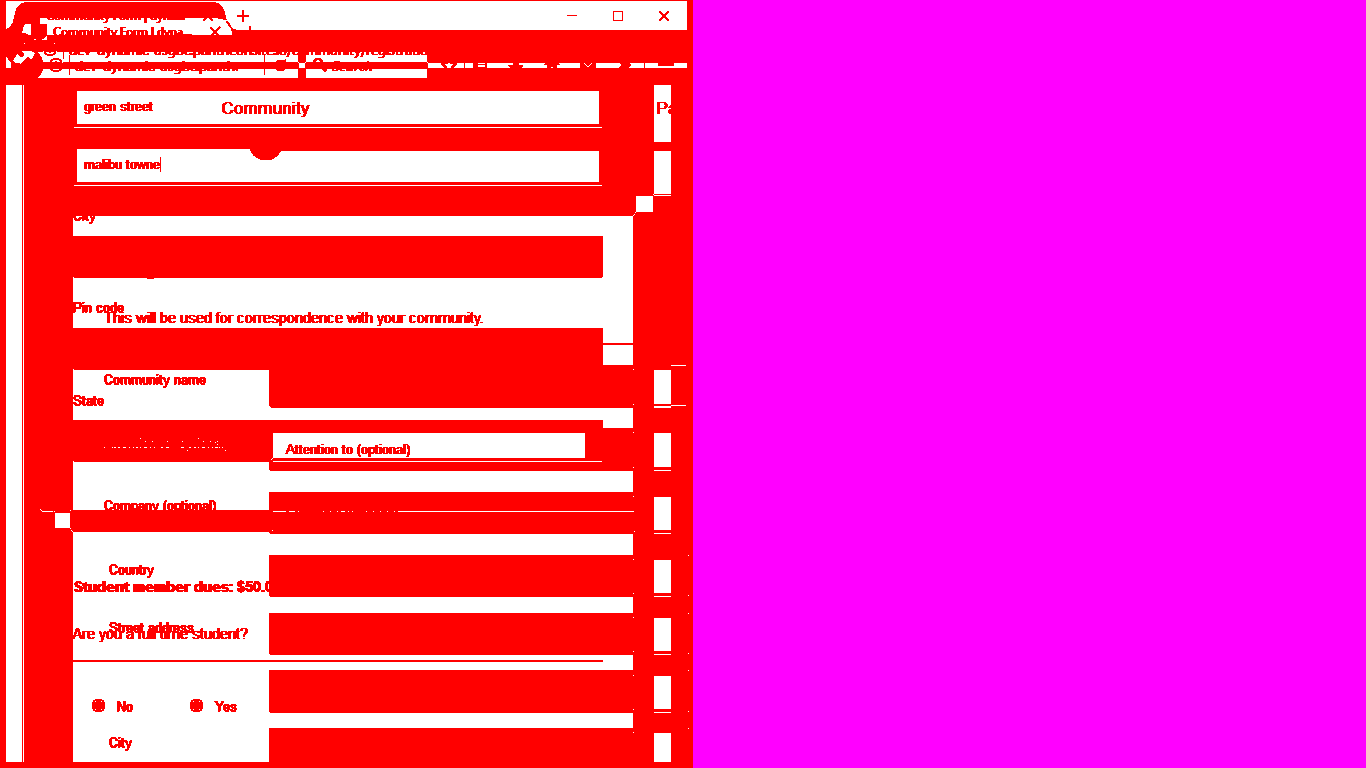 Community Form | dyna
Search
green street
Community
Pa
malibu towne
City
Pin code
This will be used for correspondence with your community.
Community name
State
Attention to (optional)
Company (optional)
Country
Student member dues: $50.0
Street address
Are you a full time student?
No
Yes
City